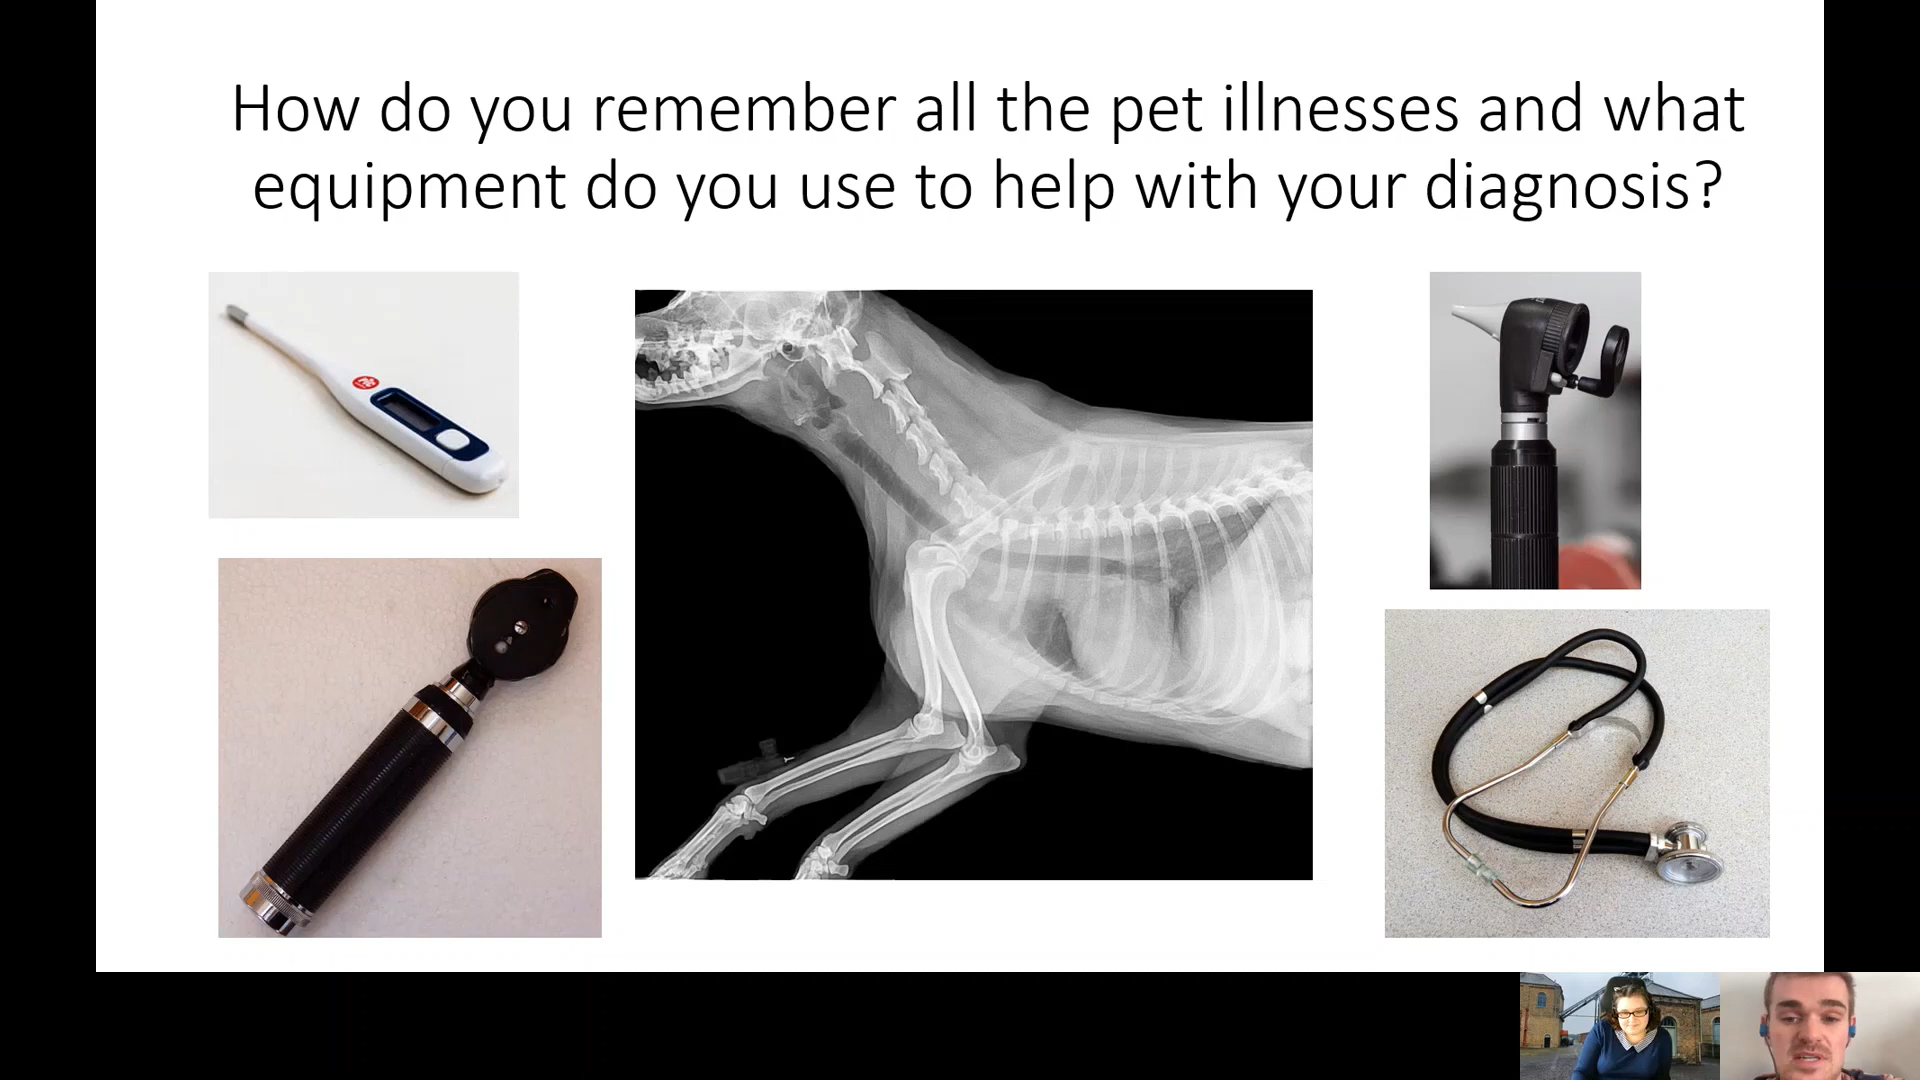 How do you remember all the pet illnesses and what
equipment do you use to help with your diagnosis?